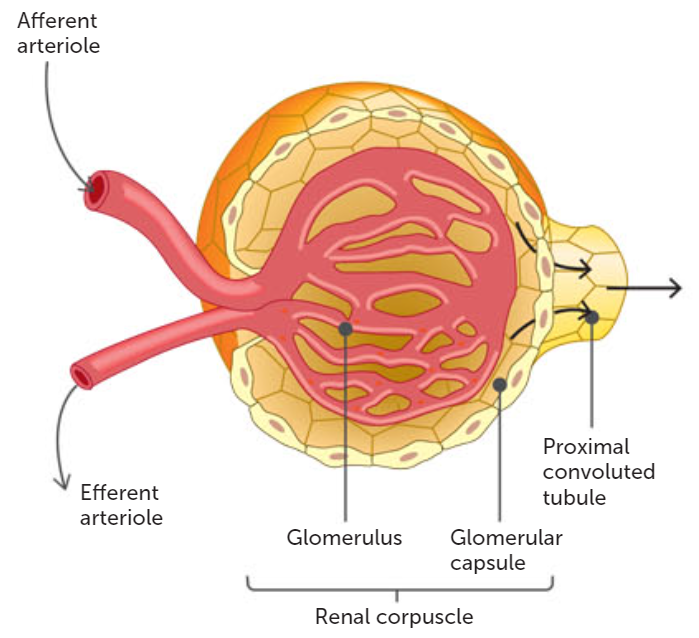 Afferent
arteriole
Efferent
arteriole
Glomerulus
Glomerular
capsule
Proximal
convoluted
tubule
Renal corpuscle